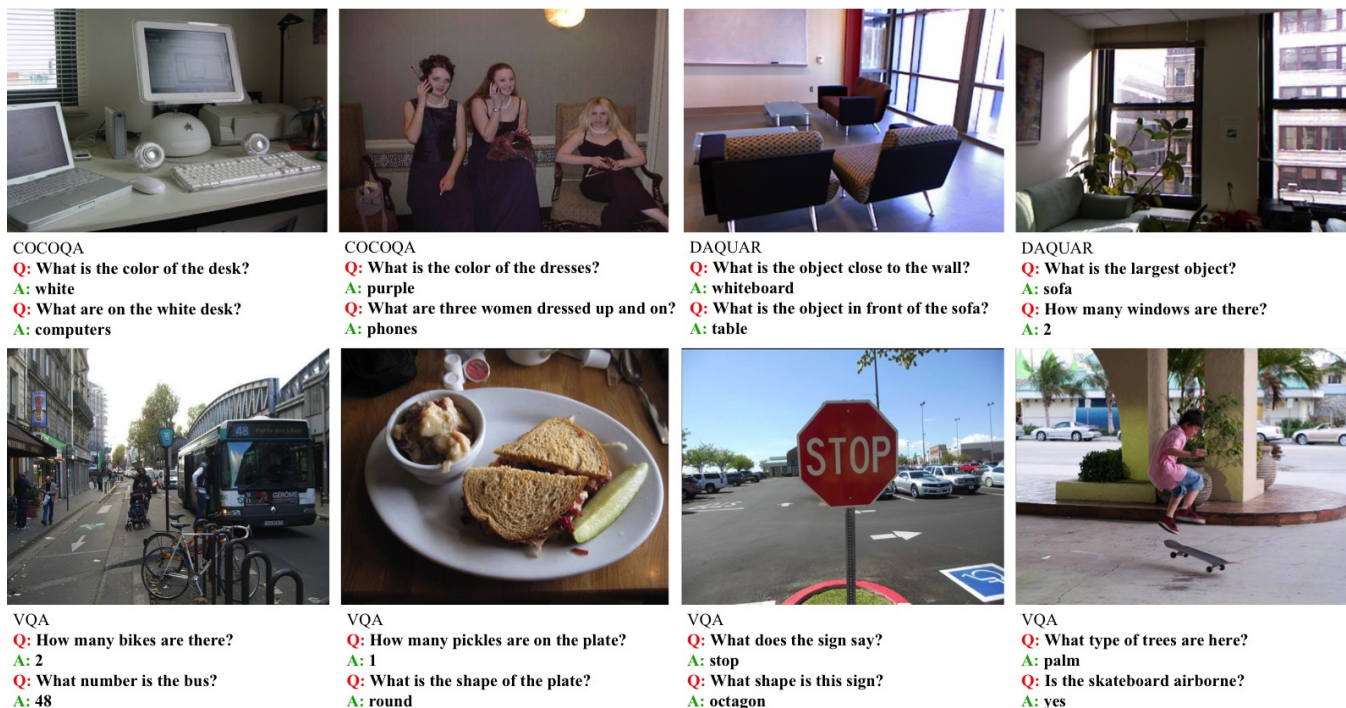 COCOQA
Q: What is the color of the desk?
A: white
Q: What are on the white desk?
A: computers
COCOQA
Q: What is the color of the dresses?
A: purple
Q: What are three women dressed up and on?
A: phones
DAQUAR
Q: What is the object close to the wall?
A: whiteboard
Q: What is the object in front of the sofa?
A: table
DAQUAR
Q: What is the largest object?
A: sofa
Q: How many windows are there?
A: 2
48
GÉRÔME
STOP
VQA
Q: How many bikes are there?
A: 2
Q: What number is the bus?
A: 48
VQA
Q: How many pickles are on the plate?
A: 1
Q: What is the shape of the plate?
A: round
VQA
Q: What does the sign say?
A: stop
Q: What shape is this sign?
A: octagon
VQA
Q: What type of trees are here?
A: palm
Q: Is the skateboard airborne?
A: yes